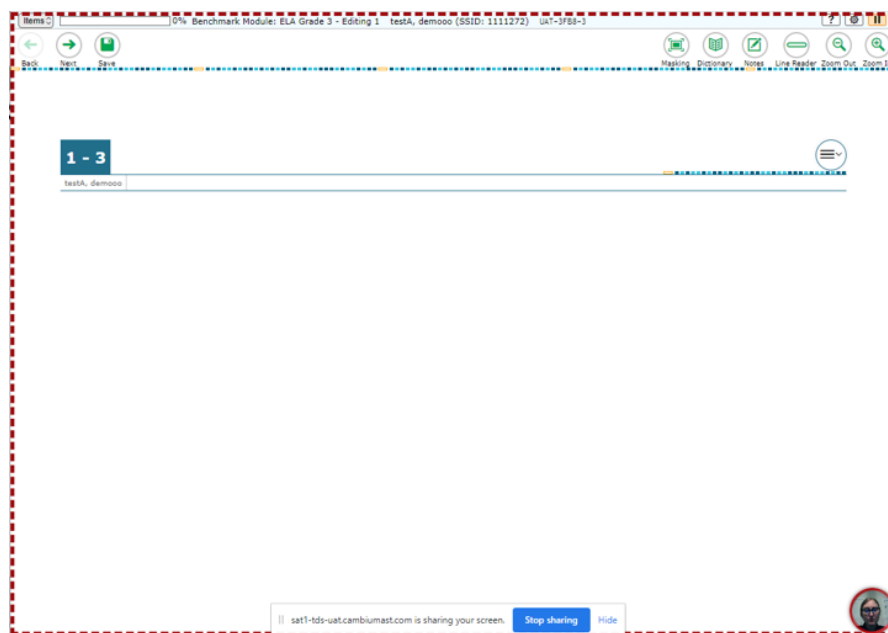 Items 0% Benchmark Module: ELA Grade 3 - Editing 1 testA, demooo (SSID: 1111272) UAT-3F88-3 ?
Back Next Save Masking Dictionary Notes Line Reader Zoom Out Zoom I
1 - 3
testA, demooo
sat1-tds-uat.cambiumast.com is sharing your screen. Stop sharing Hide